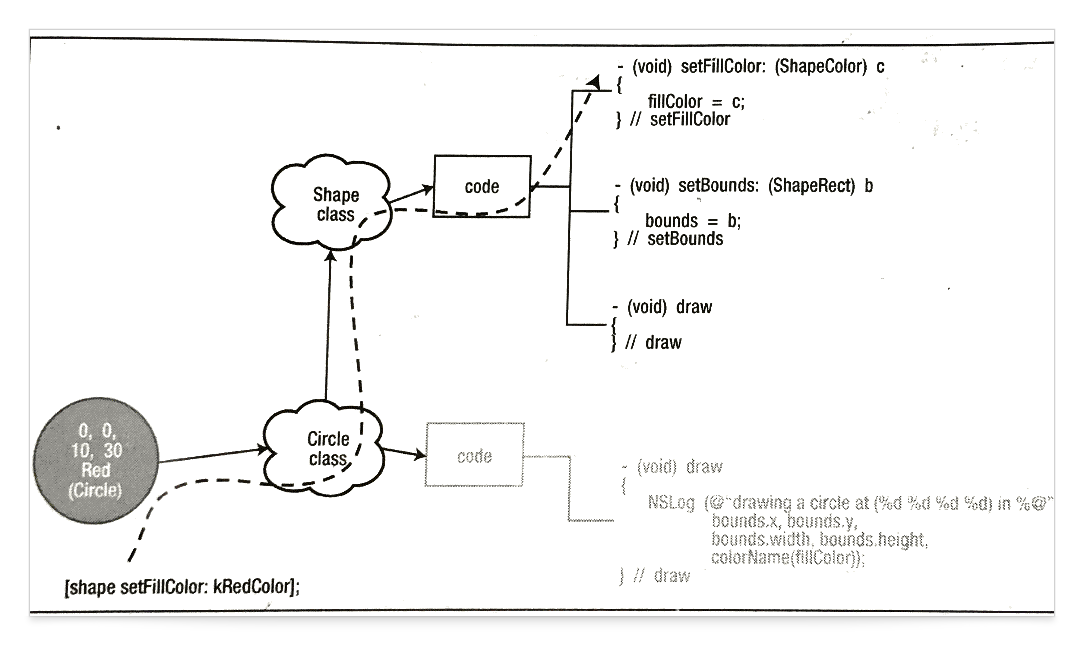 - (void) setFillColor: (ShapeColor) c
{
fillColor = c;
} // setFillColor
Shape
class
code
- (void) setBounds: (ShapeRect) b
{
bounds = b;
} // setBounds
- (void) draw
{
} // draw
0, 0,
10, 30
Red
(Circle)
Circle
class
code
- (void) draw
{
NSLog (@"drawing a circle at (%d %d %d %d) in %@"
bounds.x, bounds.y,
bounds.width, bounds.height,
colorName(fillColor));
} // draw
[shape setFillColor: kRedColor];